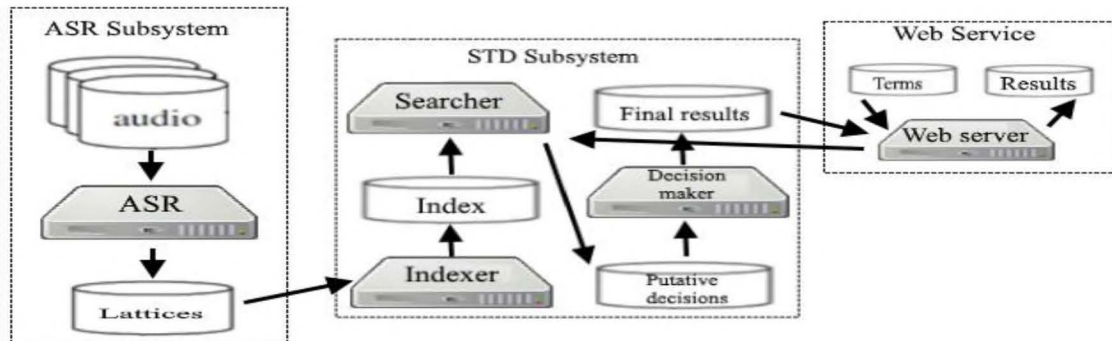 ASR Subsystem
audio
ASR
Lattices
STD Subsystem
Searcher
Index
Indexer
Final results
Decision
maker
Putative
decisions
Web Service
Terms
Results
Web server